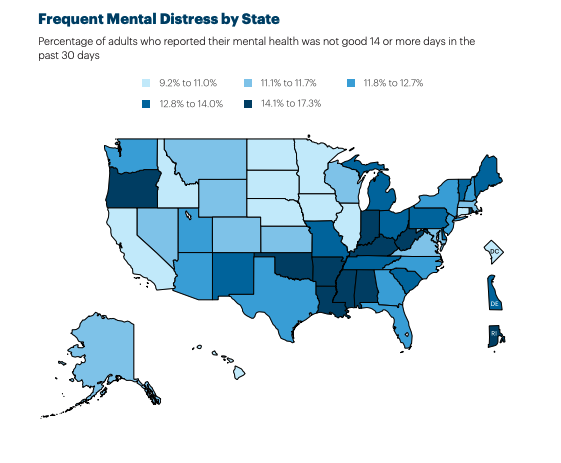 Frequent Mental Distress by State
Percentage of adults who reported their mental health was not good 14 or more days in the
past 30 days
9.2% to 11.0% 11.1% to 11.7% 11.8% to 12.7%
12.8% to 14.0% 14.1% to 17.3%
DC
DE
RI